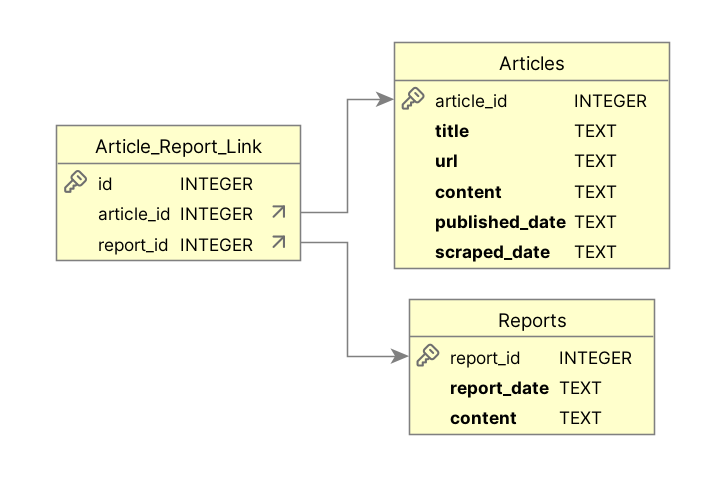 Article_Report_Link
id INTEGER
article_id INTEGER
report_id INTEGER
Articles
article_id INTEGER
title TEXT
url TEXT
content TEXT
published_date TEXT
scraped_date TEXT
Reports
report_id INTEGER
report_date TEXT
content TEXT